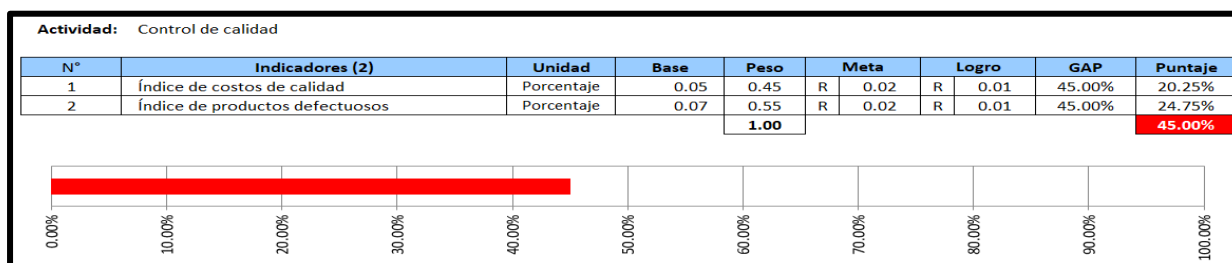 Actividad: Control de calidad
N° Indicadores (2) Unidad Base Peso Meta Logro GAP Puntaje
1 Índice de costos de calidad Porcentaje 0.05 0.45 R 0.02 R 0.01 45.00% 20.25%
2 Índice de productos defectuosos Porcentaje 0.07 0.55 R 0.02 R 0.01 45.00% 24.75%
1.00 45.00%
0.00% 10.00% 20.00% 30.00% 40.00% 50.00% 60.00% 70.00% 80.00% 90.00% 100.00%